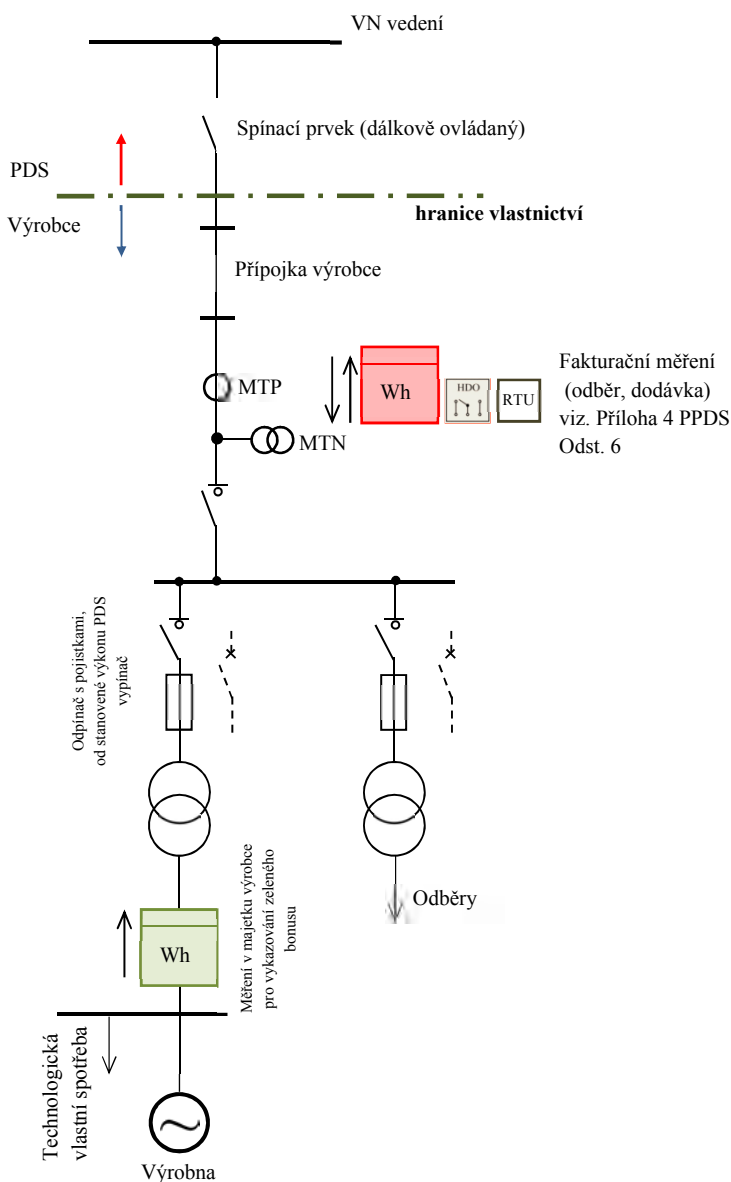 VN vedení
Spínací prvek (dálkově ovládaný)
PDS
hranice vlastnictví
Výrobce
Přípojka výrobce
MTP
Wh
HDO
RTU
Fakturační měření
(odběr, dodávka)
viz. Příloha 4 PPDS
Odst. 6
MTN
Odpínač s pojistkami,
od stanovené výkonu PDS
vypínač
Odběry
Wh
Měření v majetku výrobce
pro vykazování zeleného
bonusu
Technologická
vlastní spotřeba
Výrobna